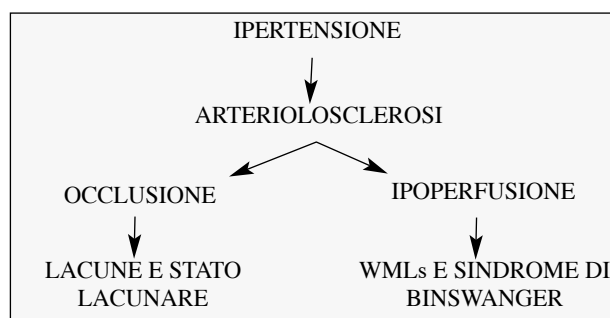 IPERTENSIONE
ARTERIOLOSCLEROSI
OCCLUSIONE
IPOPERFUSIONE
LACUNE E STATO
LACUNARE
WMLs E SINDROME DI
BINSWANGER